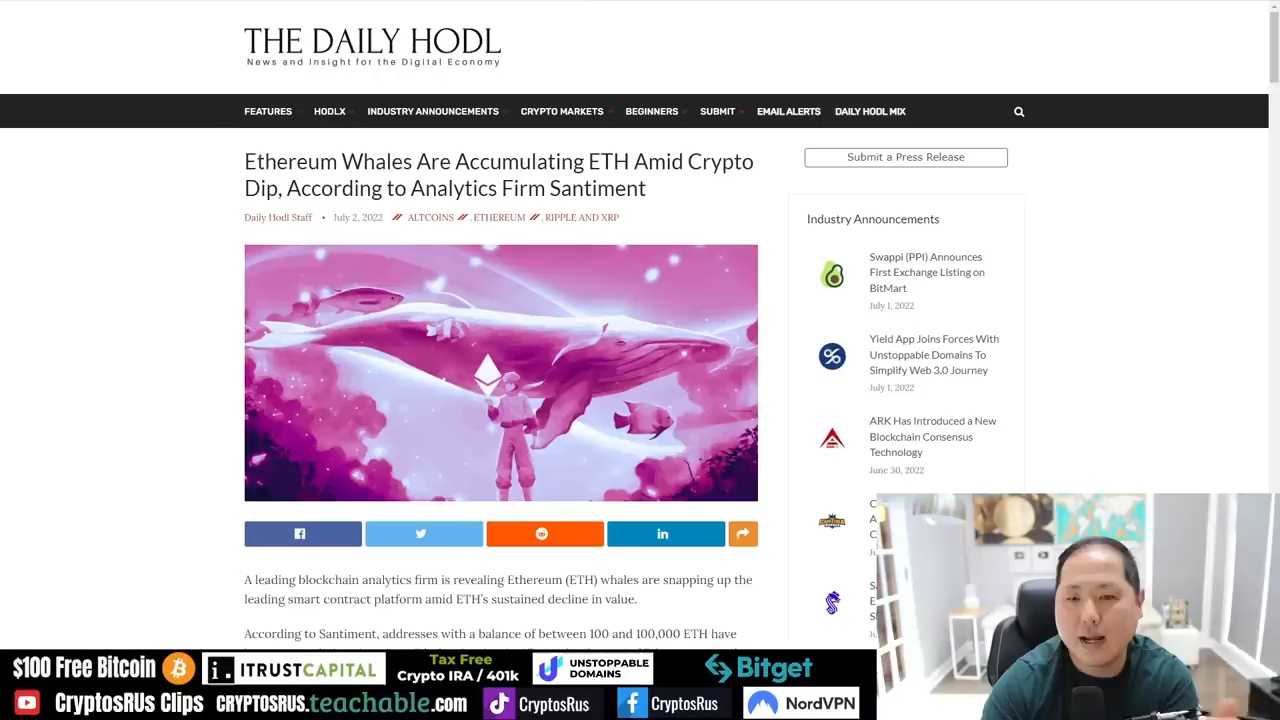 THE DAILY HODL
News and Insight for the Digital Economy
FEATURES HODLX INDUSTRY ANNOUNCEMENTS CRYPTO MARKETS BEGINNERS SUBMIT EMAIL ALERTS DAILY HODL MIX
Ethereum Whales Are Accumulating ETH Amid Crypto
Dip, According to Analytics Firm Santiment
Daily Hodl Staff • July 2, 2022 // ALTCOINS // , ETHEREUM // , RIPPLE AND XRP
A leading blockchain analytics firm is revealing Ethereum (ETH) whales are snapping up the
leading smart contract platform amid ETH’s sustained decline in value.
According to Santiment, addresses with a balance of between 100 and 100,000 ETH have
Submit a Press Release
Industry Announcements
Swappi (PPI) Announces
First Exchange Listing on
BitMart
July 1, 2022
Yield App Joins Forces With
Unstoppable Domains To
Simplify Web 3.0 Journey
July 1, 2022
ARK Has Introduced a New
Blockchain Consensus
Technology
June 30, 2022
$100 Free Bitcoin
i. ITRUSTCAPITAL
Tax Free
Crypto IRA / 401k
UNSTOPPABLE
DOMAINS
Bitget
CryptosRUs Clips
CRYPTOSRUS.teachable.com
CryptosRus
CryptosRus
NordVPN